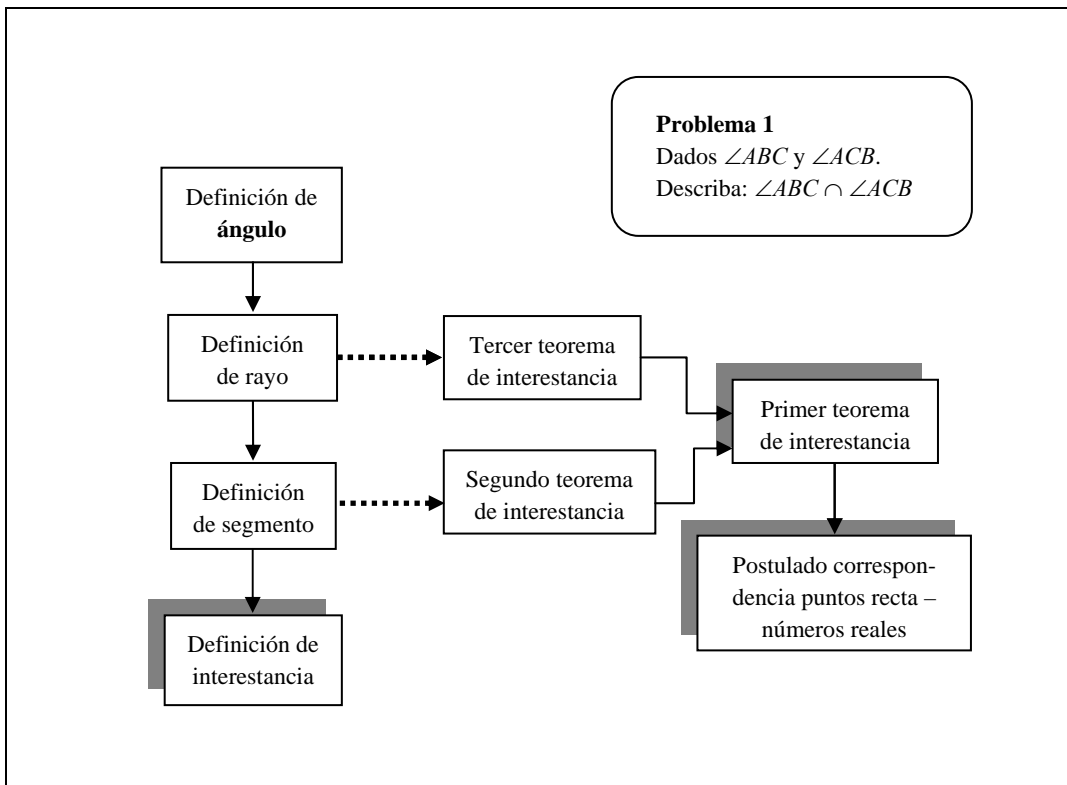 Problema 1
Dados ∠ABC y ∠ACB.
Describa: ∠ABC ∩ ∠ACB
Definición de
ángulo
Definición
de rayo
Tercer teorema
de interestancia
Primer teorema
de interestancia
Definición
de segmento
Segundo teorema
de interestancia
Postulado correspon-
dencia puntos recta –
números reales
Definición de
interestancia